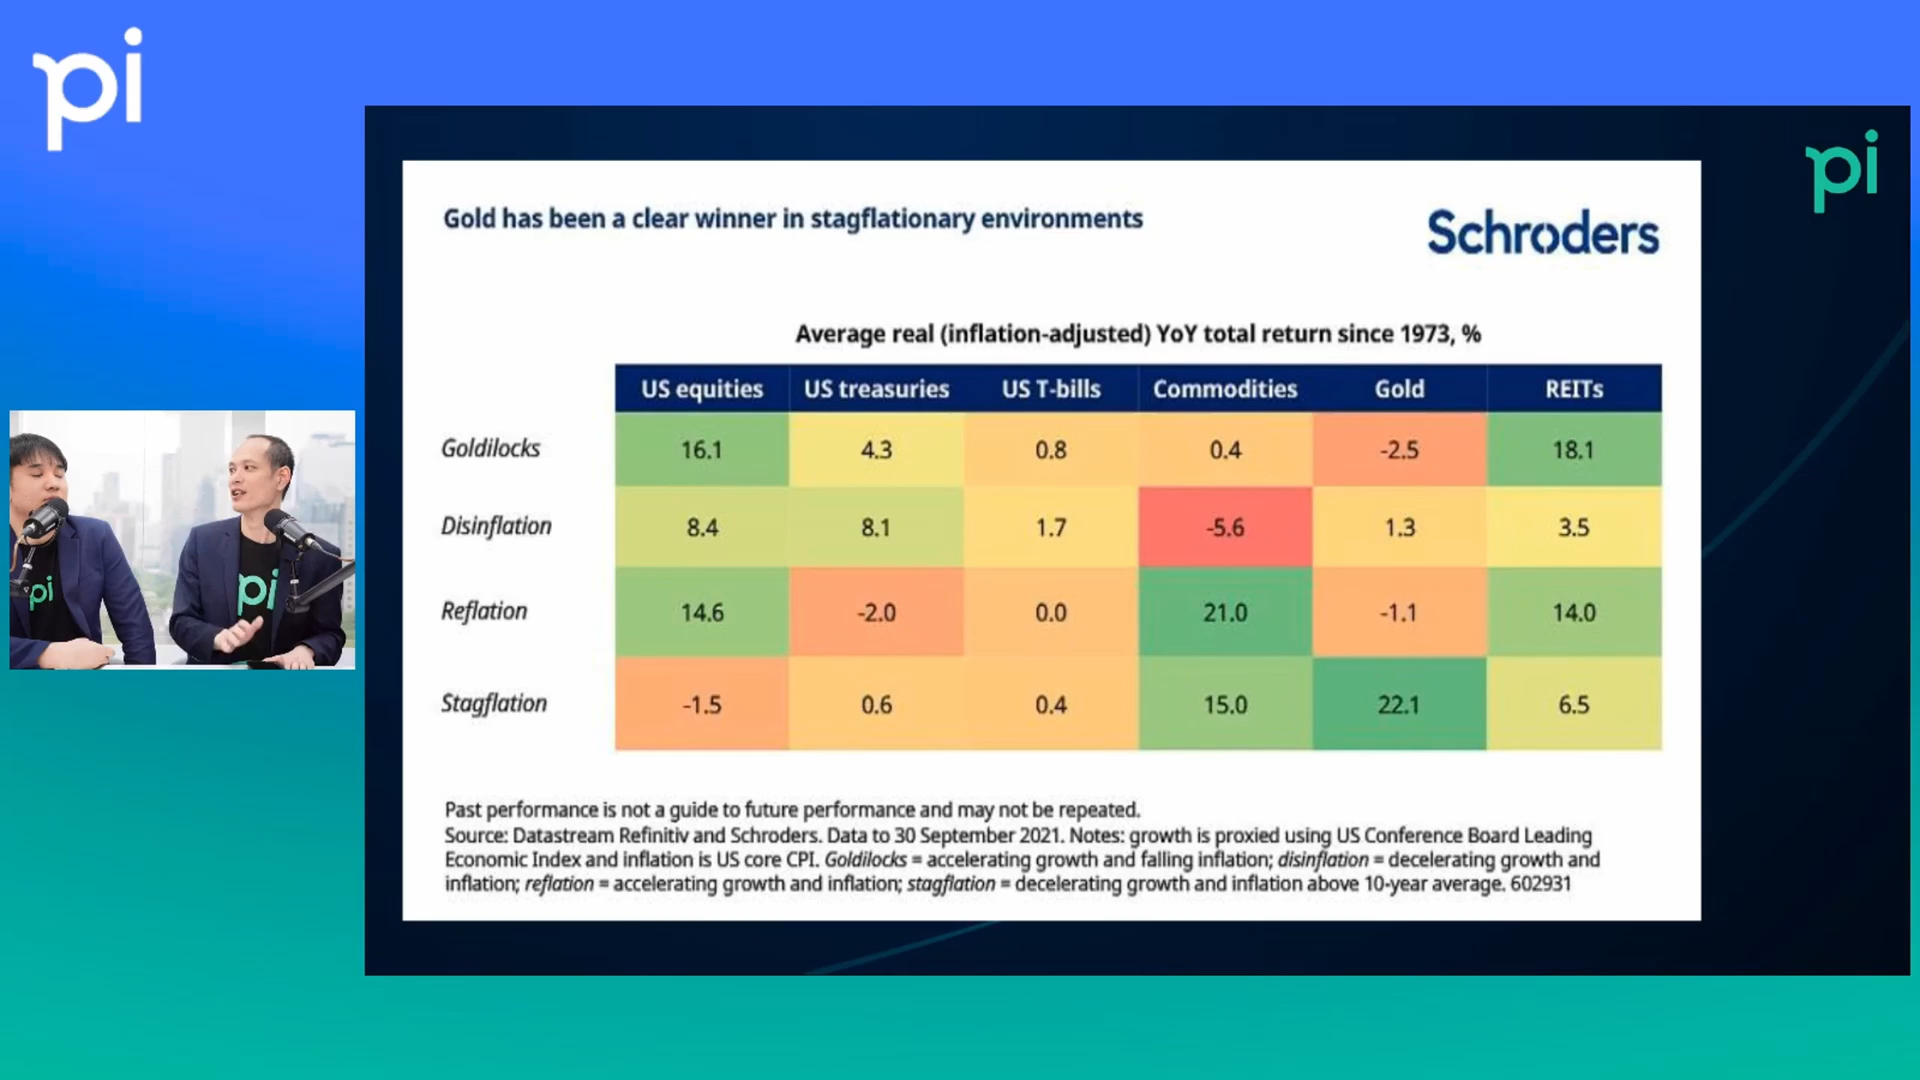 pi
pi
Gold has been a clear winner in stagflationary environments
Schroders
Average real (inflation-adjusted) YoY total return since 1973, %
US equities US treasuries US T-bills Commodities Gold REITs
Goldilocks 16.1 4.3 0.8 0.4 -2.5 18.1
Disinflation 8.4 8.1 1.7 -5.6 1.3 3.5
Reflation 14.6 -2.0 0.0 21.0 -1.1 14.0
Stagflation -1.5 0.6 0.4 15.0 22.1 6.5
Past performance is not a guide to future performance and may not be repeated.
Source: Datastream Refinitiv and Schroders. Data to 30 September 2021. Notes: growth is proxied using US Conference Board Leading
Economic Index and inflation is US core CPI. Goldilocks = accelerating growth and falling inflation; disinflation = decelerating growth and
inflation; reflation = accelerating growth and inflation; stagflation = decelerating growth and inflation above 10-year average. 602931
pi
pi